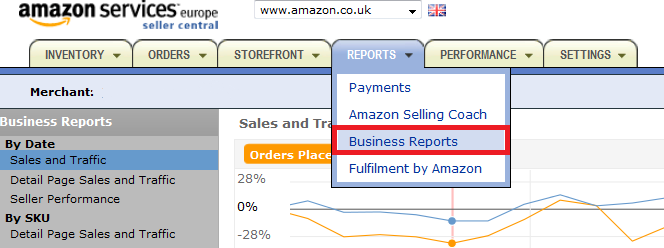 amazon services europe
seller central
www.amazon.co.uk
INVENTORY ORDERS STOREFRONT REPORTS PERFORMANCE SETTINGS
Merchant:
Payments
Amazon Selling Coach
Business Reports
Fulfilment by Amazon
Business Reports
By Date
Sales and Traffic
Detail Page Sales and Traffic
Seller Performance
By SKU
Detail Page Sales and Traffic
Sales and Tra
Orders Place
28%
0%
-28%